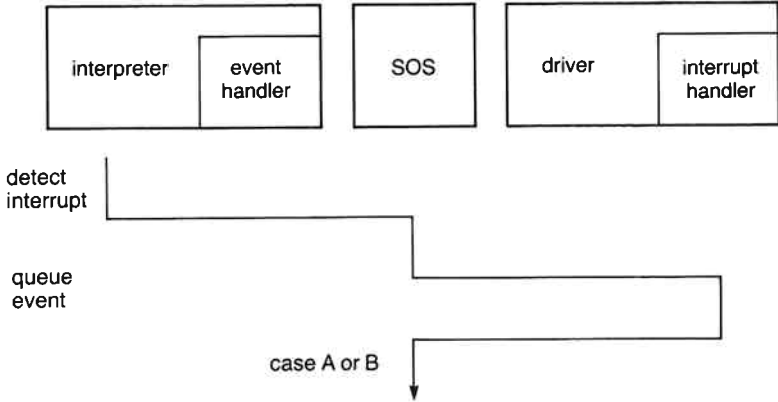 interpreter
event
handler
SOS
driver
interrupt
handler
detect
interrupt
queue
event
case A or B